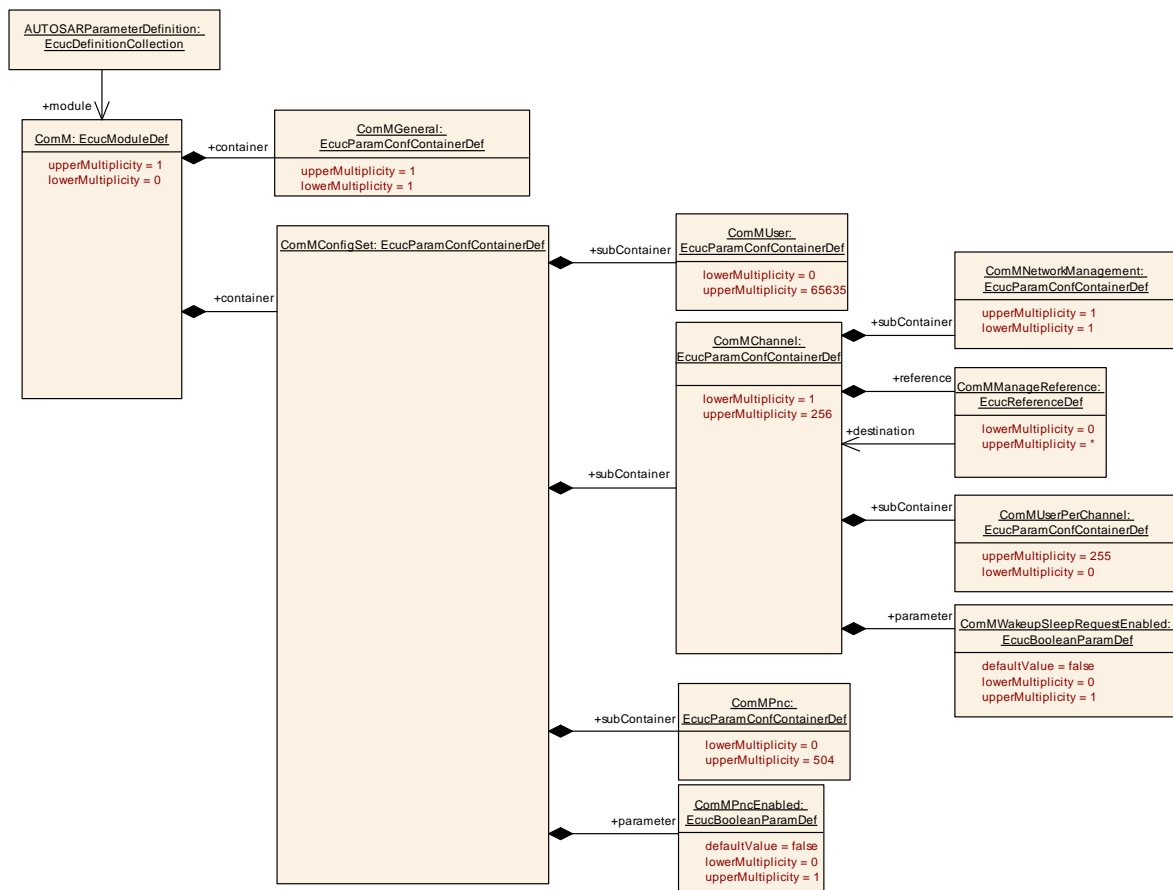 AUTOSARParameterDefinition:
EcucDefinitionCollection
+module
ComM: EcucModuleDef
upperMultiplicity = 1
lowerMultiplicity = 0
+container
ComMGeneral:
EcucParamConfContainerDef
upperMultiplicity = 1
lowerMultiplicity = 1
+container
ComMConfigSet: EcucParamConfContainerDef
+subContainer
ComMUser:
EcucParamConfContainerDef
lowerMultiplicity = 0
upperMultiplicity = 65635
+subContainer
ComMChannel:
EcucParamConfContainerDef
lowerMultiplicity = 1
upperMultiplicity = 256
+subContainer
ComMNetworkManagement:
EcucParamConfContainerDef
upperMultiplicity = 1
lowerMultiplicity = 1
+reference
ComMManageReference:
EcucReferenceDef
lowerMultiplicity = 0
upperMultiplicity = *
+destination
+subContainer
ComMUserPerChannel:
EcucParamConfContainerDef
upperMultiplicity = 255
lowerMultiplicity = 0
+parameter
ComMWakeupSleepRequestEnabled:
EcucBooleanParamDef
defaultValue = false
lowerMultiplicity = 0
upperMultiplicity = 1
+subContainer
ComMPnc:
EcucParamConfContainerDef
lowerMultiplicity = 0
upperMultiplicity = 504
+parameter
ComMPncEnabled:
EcucBooleanParamDef
defaultValue = false
lowerMultiplicity = 0
upperMultiplicity = 1